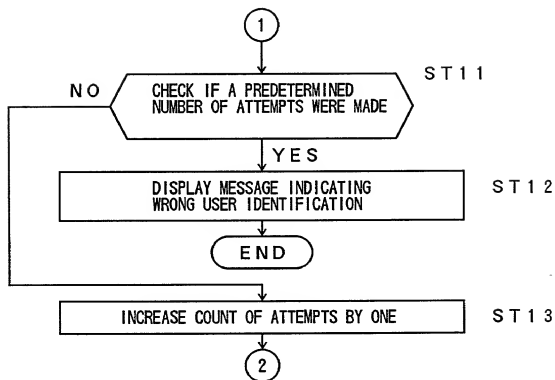 1
ST11
NO
CHECK IF A PREDETERMINED
NUMBER OF ATTEMPTS WERE MADE
YES
DISPLAY MESSAGE INDICATING
WRONG USER IDENTIFICATION
ST12
END
INCREASE COUNT OF ATTEMPTS BY ONE
ST13
2